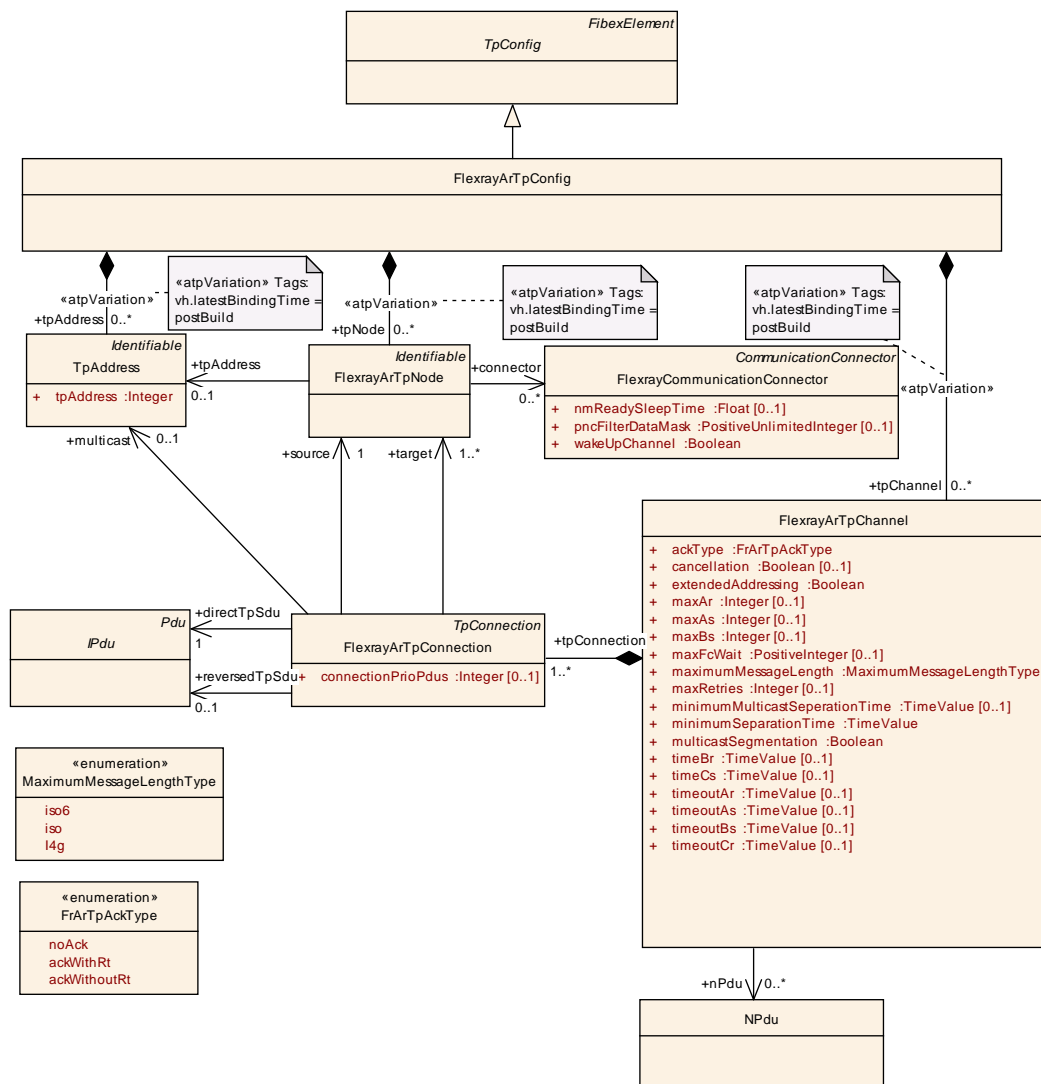 FibexElement
TpConfig
FlexrayArTpConfig
«atpVariation» Tags:
vh.latestBindingTime =
postBuild
«atpVariation» Tags:
vh.latestBindingTime =
postBuild
«atpVariation» Tags:
vh.latestBindingTime =
postBuild
«atpVariation»
«atpVariation»
«atpVariation»
+tpAddress 0..*
+tpNode 0..*
Identifiable
TpAddress
+ tpAddress :Integer
+tpAddress
0..1
Identifiable
FlexrayArTpNode
+connector
0..*
CommunicationConnector
FlexrayCommunicationConnector
+ nmReadySleepTime :Float [0..1]
+ pncFilterDataMask :PositiveUnlimitedInteger [0..1]
+ wakeUpChannel :Boolean
+multicast 0..1
+source 1
+target 1..*
+tpChannel 0..*
FlexrayArTpChannel
+ ackType :FrArTpAckType
+ cancellation :Boolean [0..1]
+ extendedAddressing :Boolean
+ maxAr :Integer [0..1]
+ maxAs :Integer [0..1]
+ maxBs :Integer [0..1]
+ maxFcWait :PositiveInteger [0..1]
+ maximumMessageLength :MaximumMessageLengthType
+ maxRetries :Integer [0..1]
+ minimumMulticastSeperationTime :TimeValue [0..1]
+ minimumSeparationTime :TimeValue
+ multicastSegmentation :Boolean
+ timeBr :TimeValue [0..1]
+ timeCs :TimeValue [0..1]
+ timeoutAr :TimeValue [0..1]
+ timeoutAs :TimeValue [0..1]
+ timeoutBs :TimeValue [0..1]
+ timeoutCr :TimeValue [0..1]
Pdu
IPdu
+directTpSdu
1
+reversedTpSdu
0..1
TpConnection
FlexrayArTpConnection
+ connectionPrioPdus :Integer [0..1]
+tpConnection
1..*
«enumeration»
MaximumMessageLengthType
iso6
iso
l4g
«enumeration»
FrArTpAckType
noAck
ackWithRt
ackWithoutRt
+nPdu 0..*
NPdu